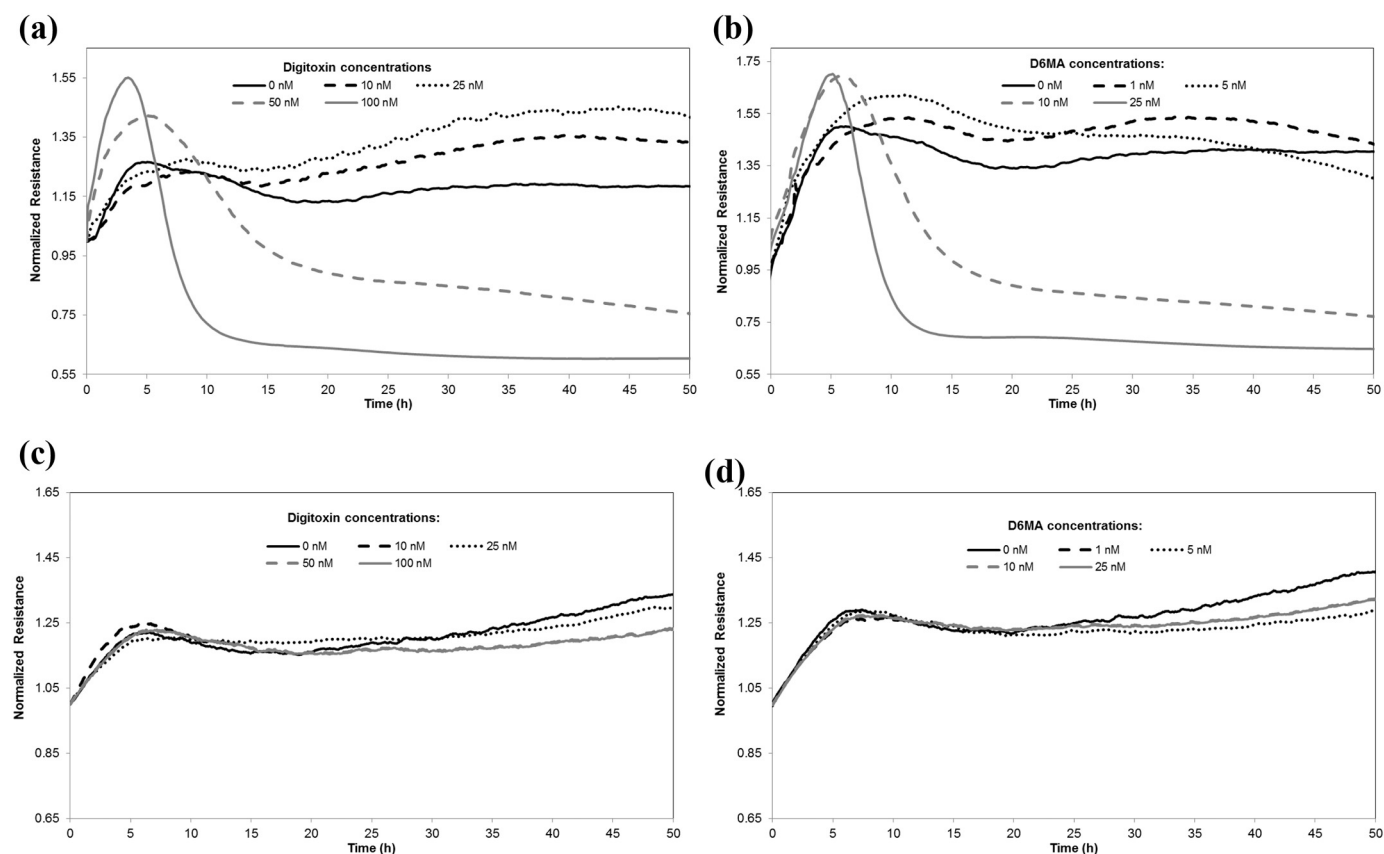 (a)
Digitoxin concentrations
0 nM 10 nM 25 nM
50 nM 100 nM
1.55
1.35
1.15
0.95
0.75
0.55
Normalized Resistance
0 5 10 15 20 25 30 35 40 45 50
Time (h)
(b)
D6MA concentrations:
0 nM 1 nM 5 nM
10 nM 25 nM
1.75
1.55
1.35
1.15
0.95
0.75
0.55
Normalized Resistance
0 5 10 15 20 25 30 35 40 45 50
Time (h)
(c)
Digitoxin concentrations:
0 nM 10 nM 25 nM
50 nM 100 nM
1.65
1.45
1.25
1.05
0.85
0.65
Normalized Resistance
0 5 10 15 20 25 30 35 40 45 50
Time (h)
(d)
D6MA concentrations:
0 nM 1 nM 5 nM
10 nM 25 nM
1.65
1.45
1.25
1.05
0.85
0.65
Normalized Resistance
0 5 10 15 20 25 30 35 40 45 50
Time (h)